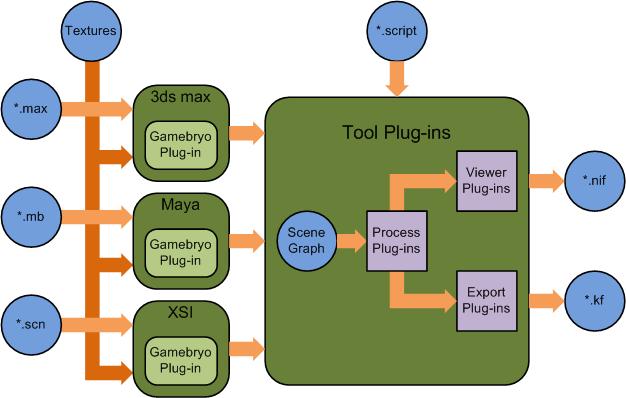 Textures
*.script
*.max
3ds max
Gamebryo
Plug-in
Tool Plug-ins
Viewer
Plug-ins
*.nif
*.mb
Maya
Gamebryo
Plug-in
Scene
Graph
Process
Plug-ins
Export
Plug-ins
*.kf
*.scn
XSI
Gamebryo
Plug-in